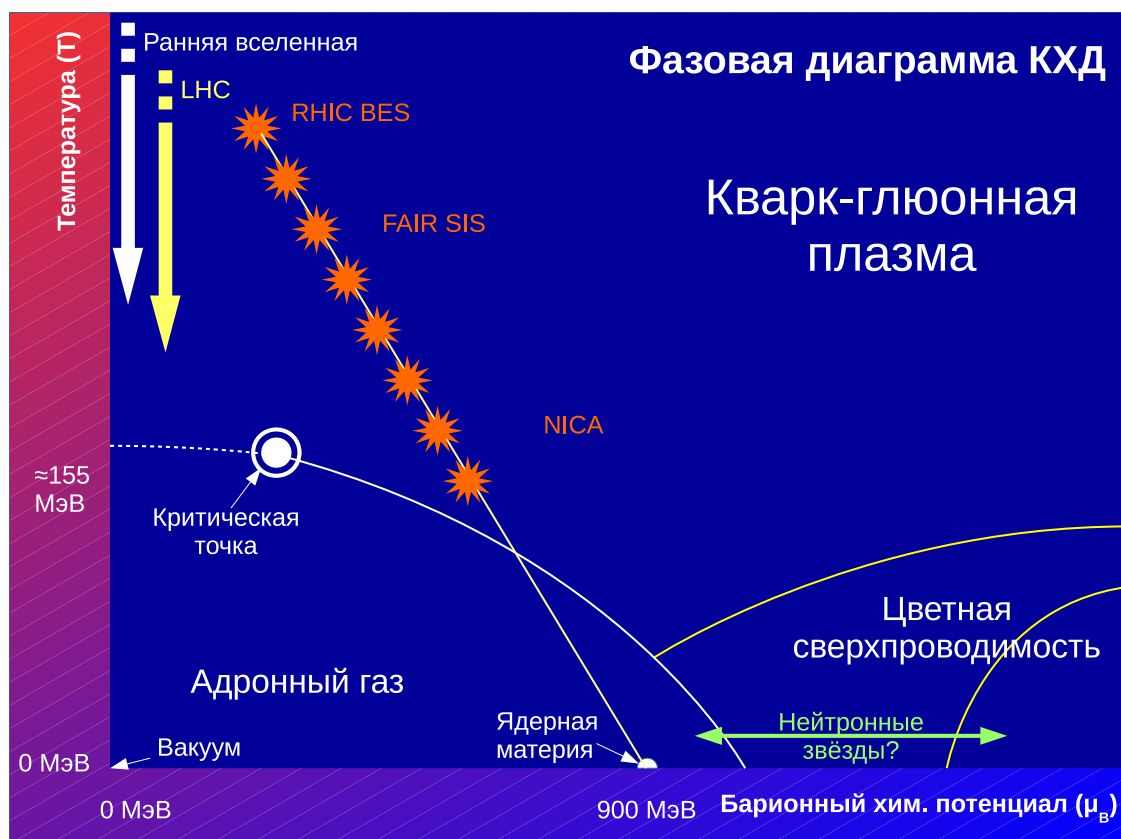 Температура (T)
Ранняя вселенная
LHC
RHIC BES
Фазовая диаграмма КХД
Кварк-глюонная
плазма
FAIR SIS
NICA
≈155
МэВ
Критическая
точка
Цветная
сверхпроводимость
Адронный газ
Ядерная
материя
Нейтронные
звёзды?
Вакуум
0 МэВ
0 МэВ
900 МэВ
Барионный хим. потенциал (μв)